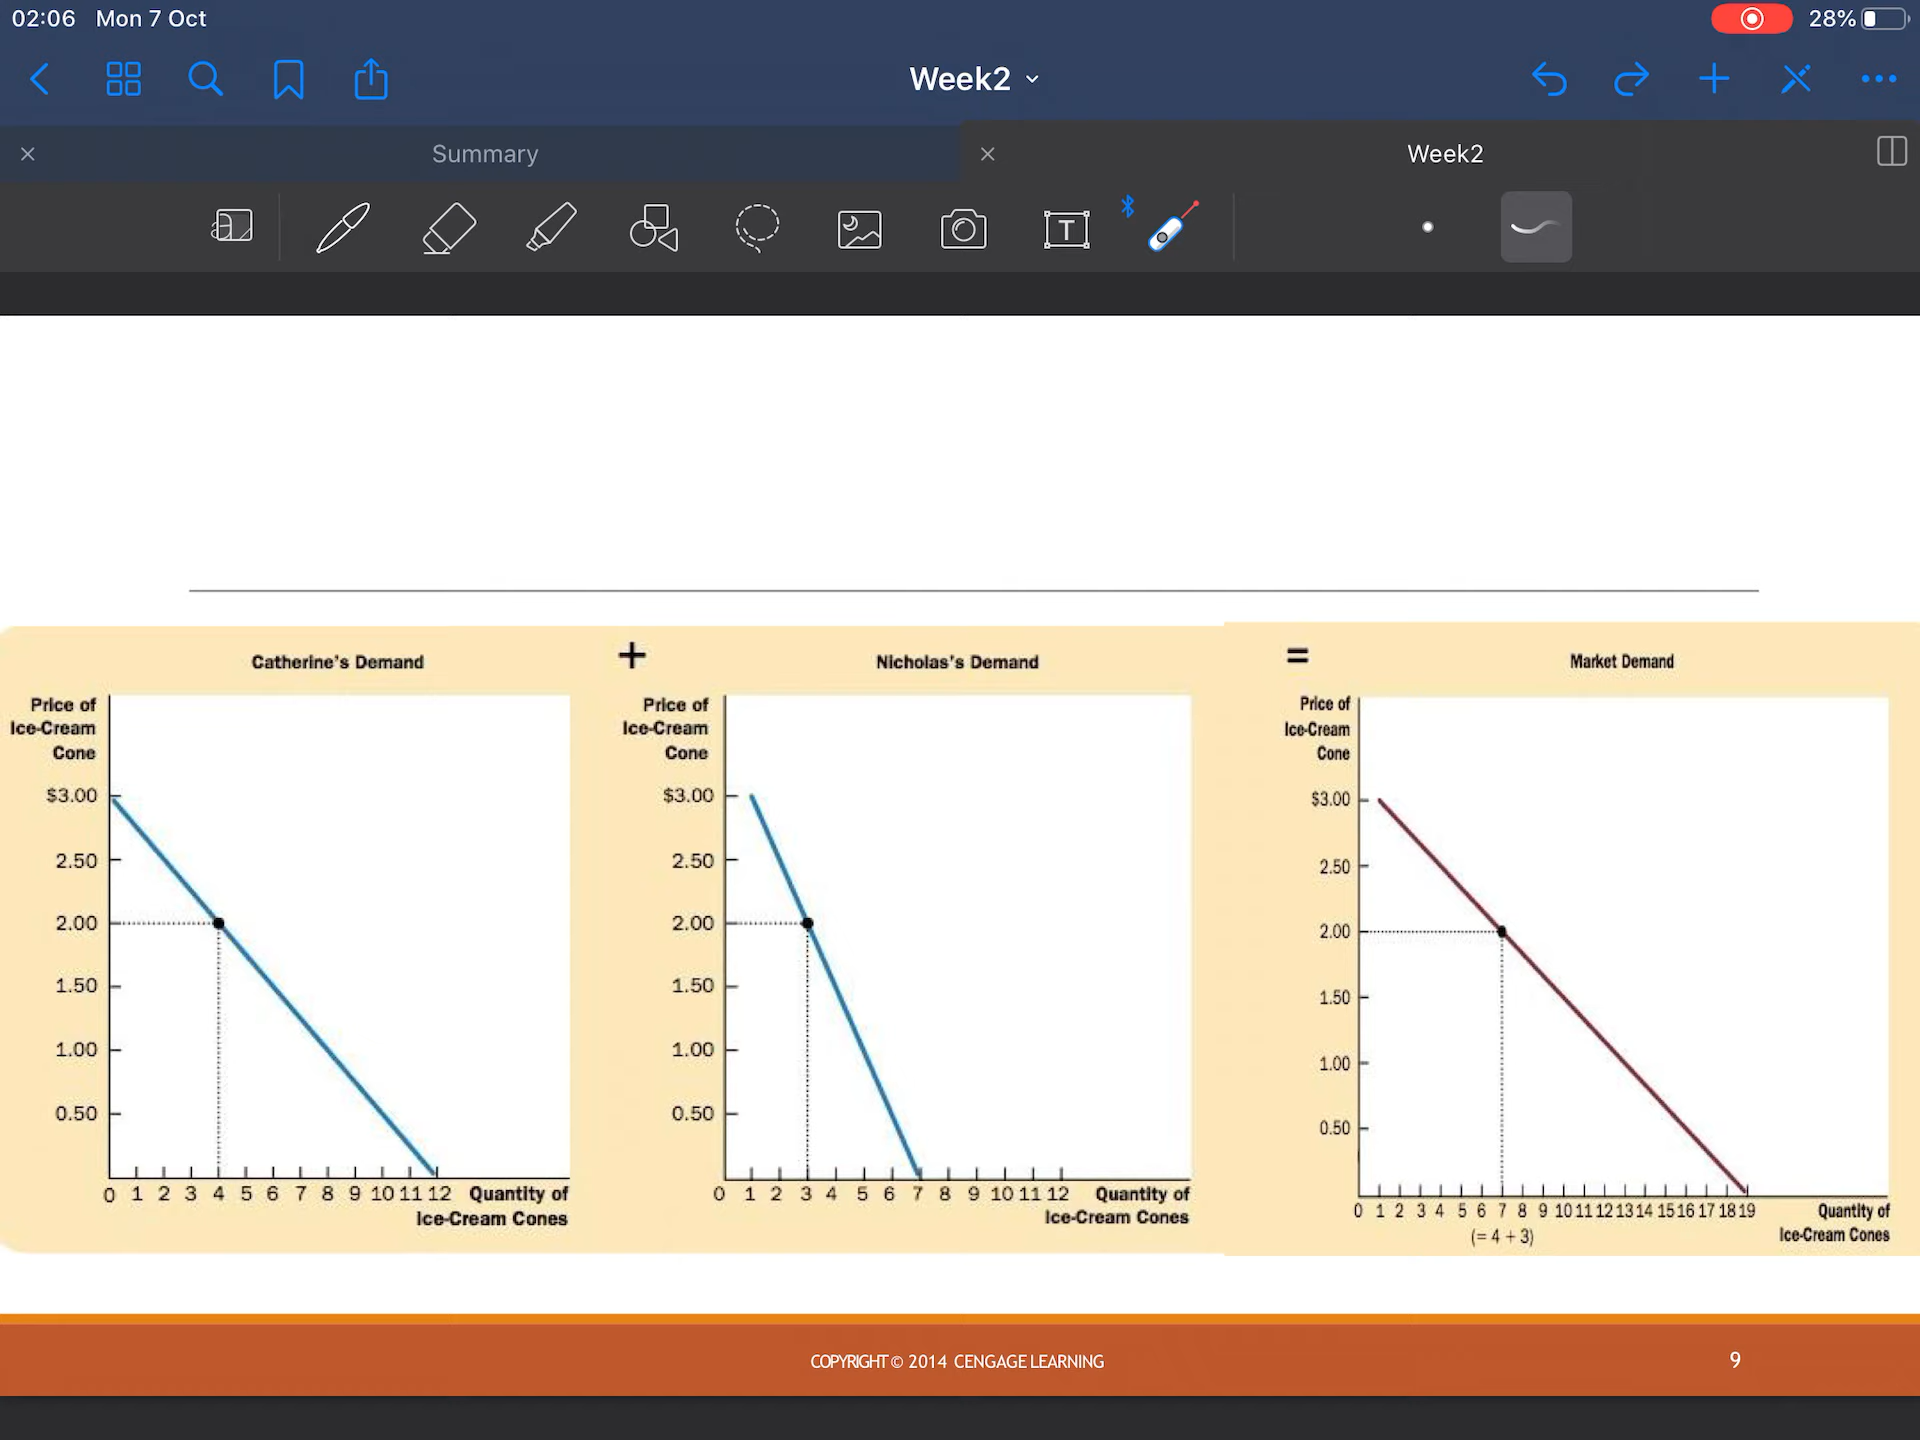 02:06 Mon 7 Oct
28%
Week2
Summary
Week2
T
Catherine's Demand
+
Nicholas's Demand
=
Market Demand
Price of
Ice-Cream
Cone
$3.00
2.50
2.00
1.50
1.00
0.50
0 1 2 3 4 5 6 7 8 9 10 11 12
Quantity of
Ice-Cream Cones
Price of
Ice-Cream
Cone
$3.00
2.50
2.00
1.50
1.00
0.50
0 1 2 3 4 5 6 7 8 9 10 11 12
Quantity of
Ice-Cream Cones
Price of
Ice-Cream
Cone
$3.00
2.50
2.00
1.50
1.00
0.50
0 1 2 3 4 5 6 7 8 9 10 11 12 13 14 15 16 17 18 19
(= 4 + 3)
Quantity of
Ice-Cream Cones
COPYRIGHT © 2014 CENGAGE LEARNING
9